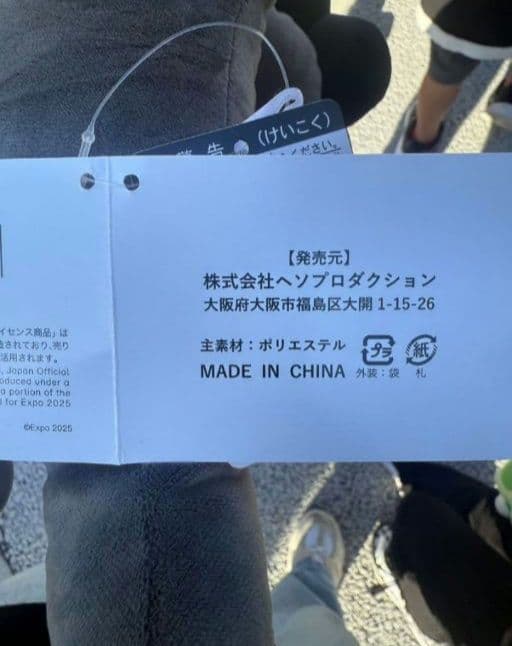 警告
(けいこく)
ください。
【発売元】
株式会社ヘソプロダクション
大阪府大阪市福島区大開1-15-26
主素材：ポリエステル
プラ
紙
MADE IN CHINA
外装：袋
札
イセンス商品」は
されており、売り
活用されます。
, Japan Official
oduced under a
a portion of the
l for Expo 2025
©Expo 2025